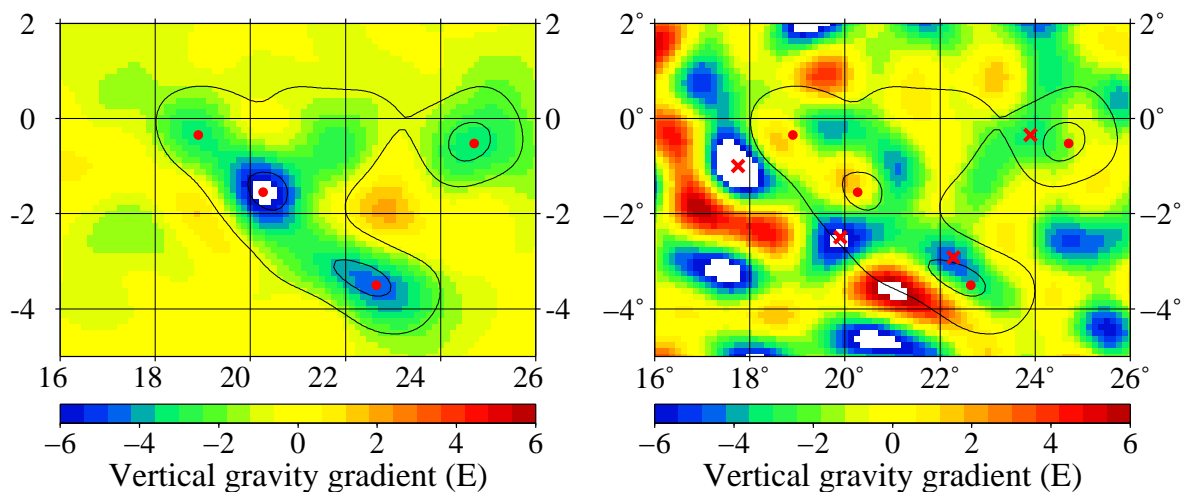 2 2 2° 2°
0 0 0° 0°
-2 -2 −2° −2°
-4 -4 −4° −4°
16 18 20 22 24 26 16° 18° 20° 22° 24° 26°
−6 −4 −2 0 2 4 6 −6 −4 −2 0 2 4 6
Vertical gravity gradient (E) Vertical gravity gradient (E)